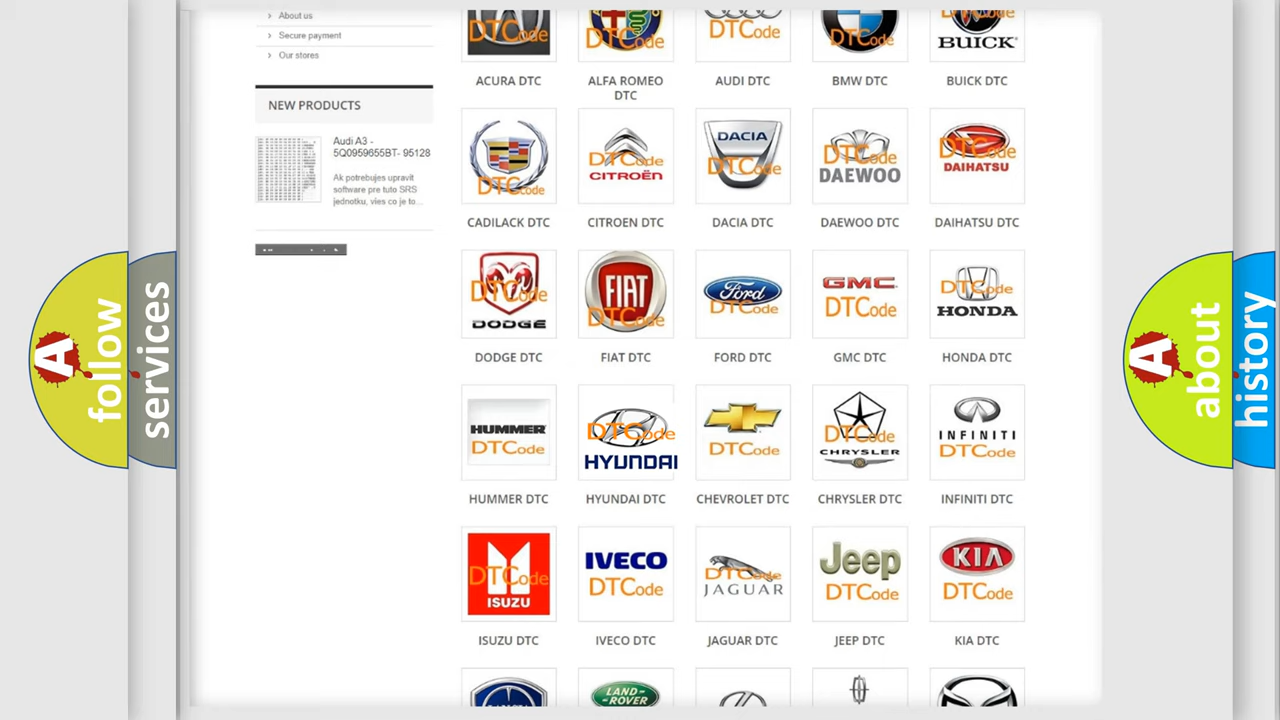 About us
Secure payment
Our stores
NEW PRODUCTS
Audi A3 -
5Q0959655BT- 95128
Ak potrebujes upravit
software pre tuto SRS
jednotku, vies co je to...
DTCode
DTCode
DTCode
DTCode
BUICK
ACURA DTC
ALFA ROMEO
DTC
AUDI DTC
BMW DTC
BUICK DTC
DTCode
DTCode
CITROËN
DACIA
DTCode
DTCode
DAEWOO
DTCode
DAIHATSU
CADILACK DTC
CITROEN DTC
DACIA DTC
DAEWOO DTC
DAIHATSU DTC
DTCode
DODGE
FIAT
DTCode
Ford
DTCode
GMC
DTCode
DTCode
HONDA
DODGE DTC
FIAT DTC
FORD DTC
GMC DTC
HONDA DTC
HUMMER
DTCode
DTCode
HYUNDAI
DTCode
DTCode
CHRYSLER
INFINITI
DTCode
HUMMER DTC
HYUNDAI DTC
CHEVROLET DTC
CHRYSLER DTC
INFINITI DTC
DTCode
ISUZU
IVECO
DTCode
DTCode
JAGUAR
Jeep
DTCode
KIA
DTCode
ISUZU DTC
IVECO DTC
JAGUAR DTC
JEEP DTC
KIA DTC
LAND-
ROVER
A
follow
services
A
about
history